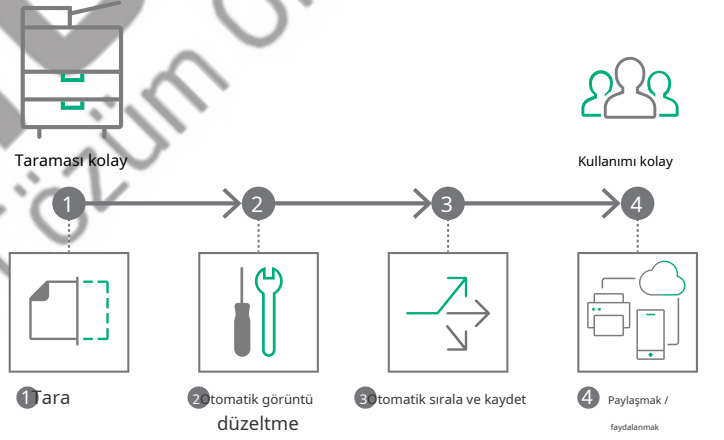 Taraması kolay
Kullanımı kolay
1 2 3 4
1 Tara
2 Otomatik görüntü
düzeltme
3 Otomatik sırala ve kaydet
4 Paylaşmak /
faydalanmak